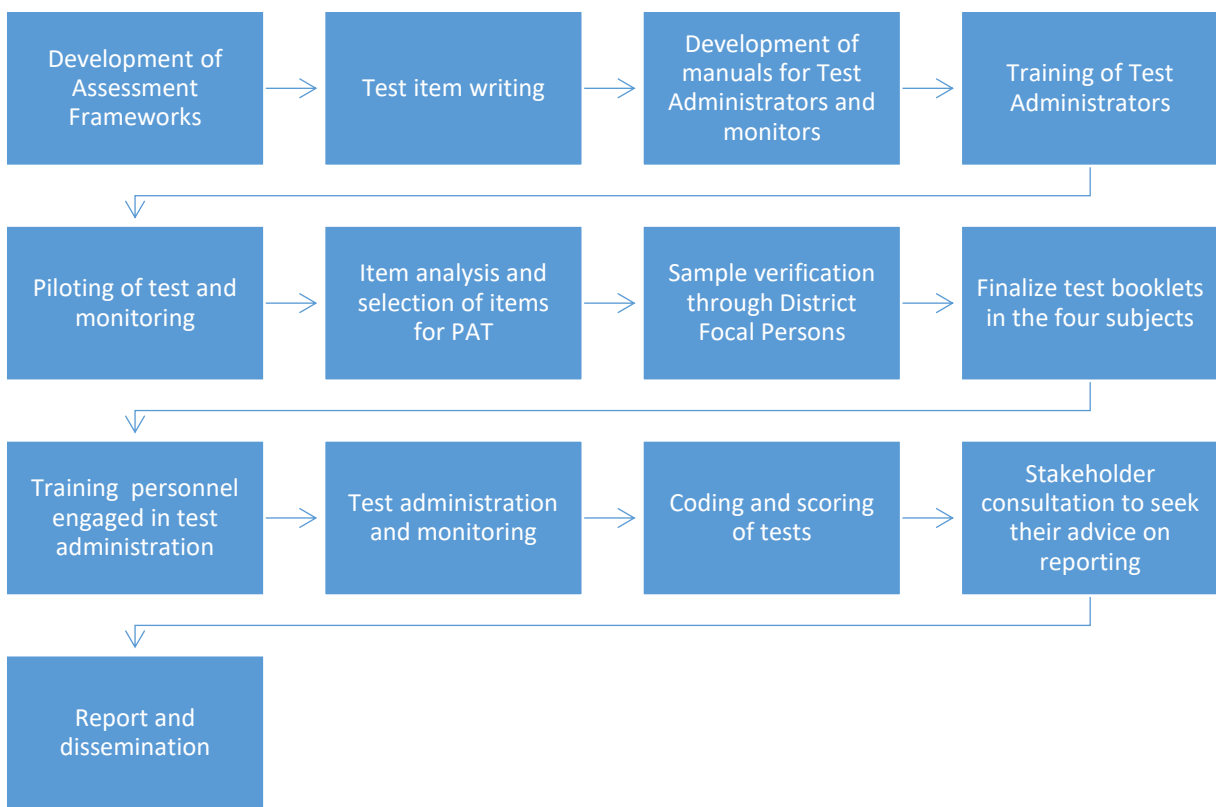 Development of
Assessment
Frameworks
Test item writing
Development of
manuals for Test
Administrators and
monitors
Training of Test
Administrators
Piloting of test and
monitoring
Item analysis and
selection of items
for PAT
Sample verification
through District
Focal Persons
Finalize test booklets
in the four subjects
Training  personnel
engaged in test
administration
Test administration
and monitoring
Coding and scoring
of tests
Stakeholder
consultation to seek
their advice on
reporting
Report and
dissemination